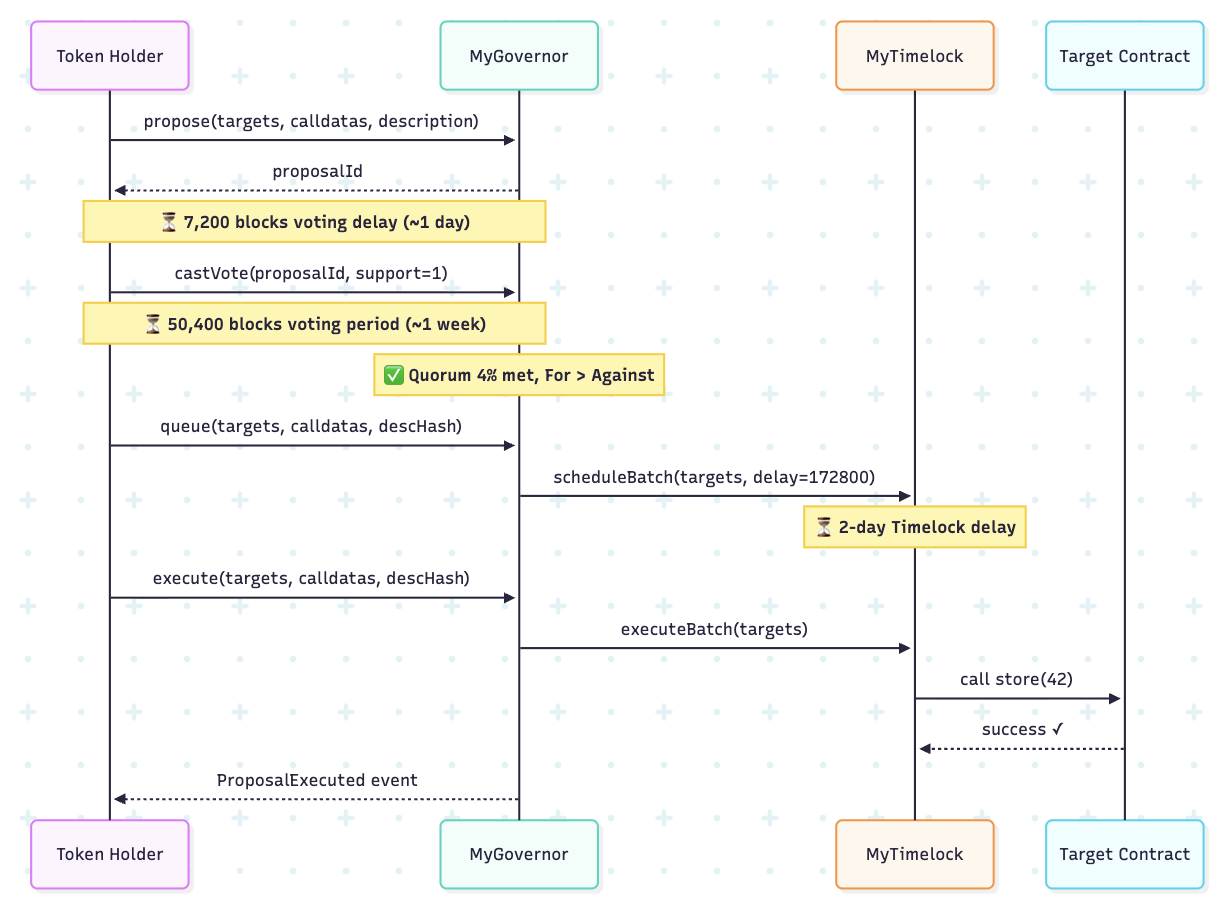 Token Holder
MyGovernor
MyTimelock
Target Contract
propose(targets, calldatas, description)
proposalId
⏳ 7,200 blocks voting delay (~1 day)
castVote(proposalId, support=1)
⏳ 50,400 blocks voting period (~1 week)
✅ Quorum 4% met, For > Against
queue(targets, calldatas, descHash)
scheduleBatch(targets, delay=172800)
⏳ 2-day Timelock delay
execute(targets, calldatas, descHash)
executeBatch(targets)
call store(42)
success ✓
ProposalExecuted event
Token Holder
MyGovernor
MyTimelock
Target Contract